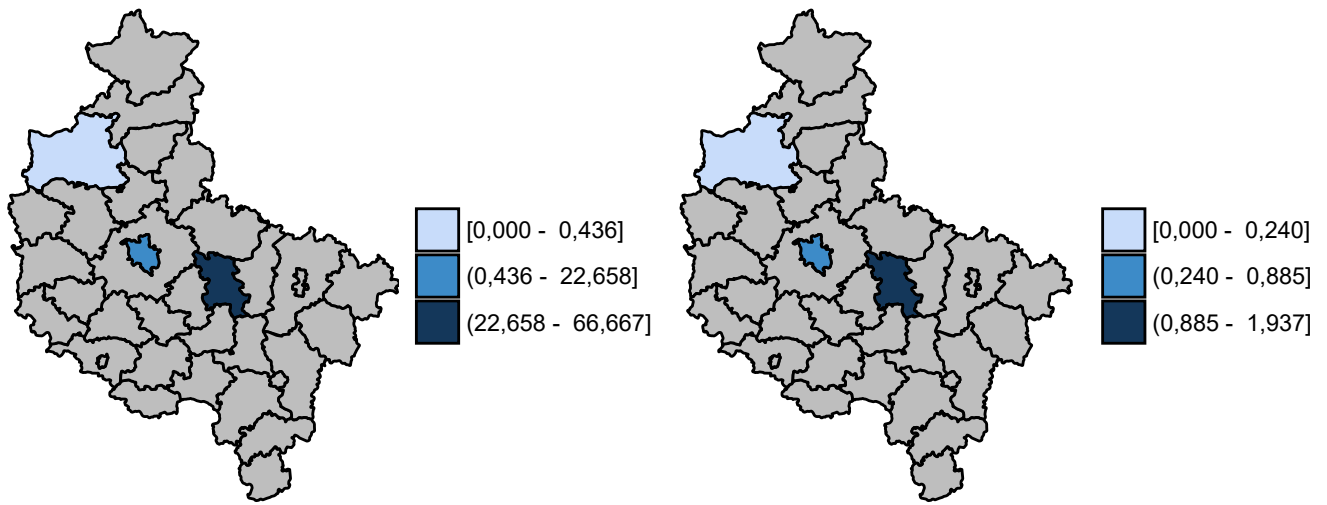 [0,000 - 0,436]
(0,436 - 22,658]
(22,658 - 66,667]
[0,000 - 0,240]
(0,240 - 0,885]
(0,885 - 1,937]